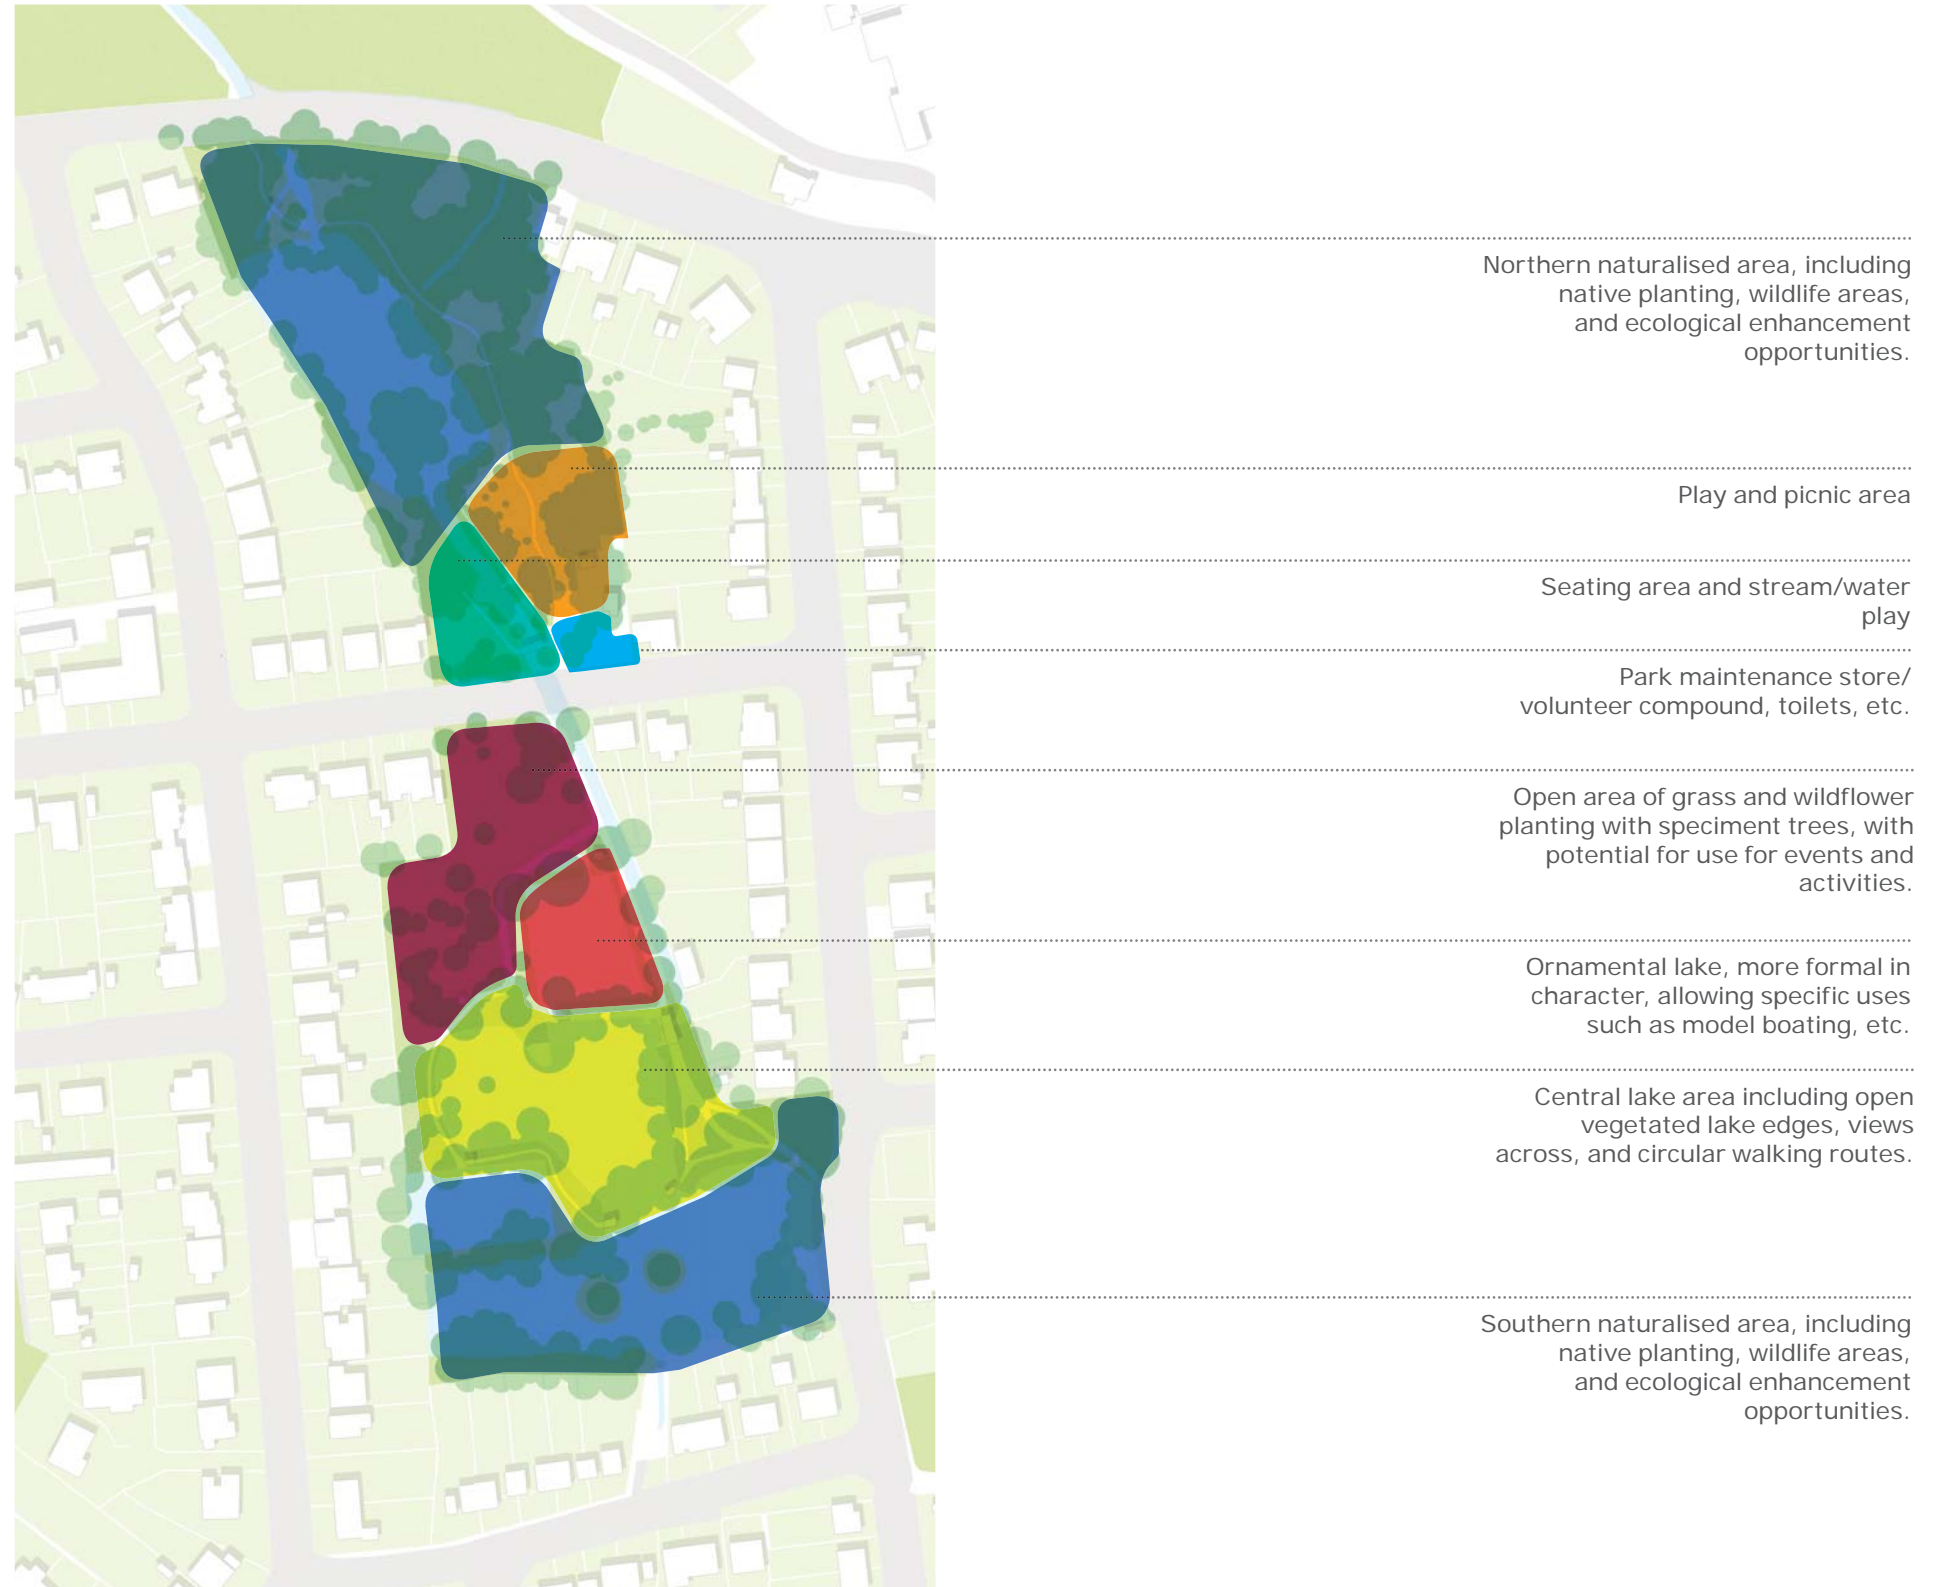 Northern naturalised area, including
native planting, wildlife areas,
and ecological enhancement
opportunities.
Play and picnic area
Seating area and stream/water
play
Park maintenance store/
volunteer compound, toilets, etc.
Open area of grass and wildflower
planting with speciment trees, with
potential for use for events and
activities.
Ornamental lake, more formal in
character, allowing specific uses
such as model boating, etc.
Central lake area including open
vegetated lake edges, views
across, and circular walking routes.
Southern naturalised area, including
native planting, wildlife areas,
and ecological enhancement
opportunities.